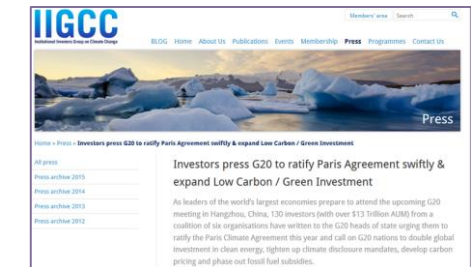 IIGCC
Institutional Investors Group on Climate Change
Members' area Search
BLOG Home About Us Publications Events Membership Press Programmes Contact Us
Press
Home » Press » Investors press G20 to ratify Paris Agreement swiftly & expand Low Carbon / Green Investment
All press
Press archive 2015
Press archive 2014
Press archive 2013
Press archive 2012
Investors press G20 to ratify Paris Agreement swiftly &
expand Low Carbon / Green Investment
As leaders of the world's largest economies prepare to attend the upcoming G20
meeting in Hangzhou, China, 130 investors (with over $13 Trillion AUM) from a
coalition of six organisations have written to the G20 heads of state urging them to
ratify the Paris Climate Agreement this year and call on G20 nations to double global
investment in clean energy, tighten up climate disclosure mandates, develop carbon
pricing and phase out fossil fuel subsidies.